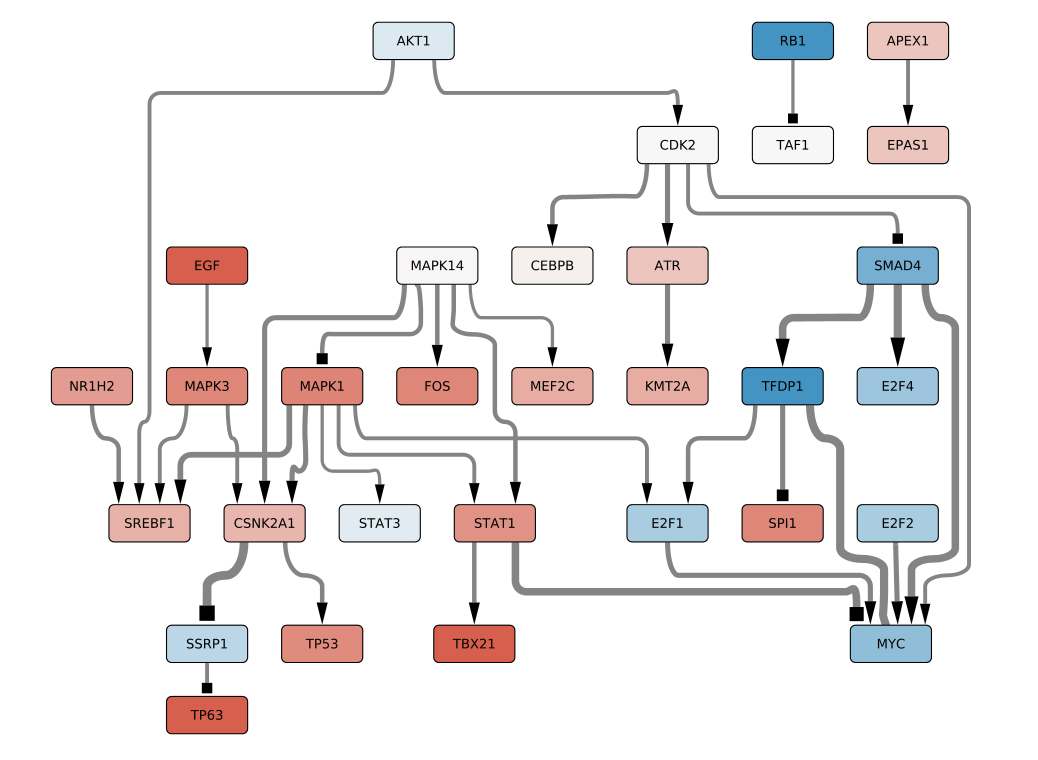 AKT1 RB1 APEX1
CDK2 TAF1 EPAS1
EGF MAPK14 CEBPB ATR SMAD4
NR1H2 MAPK3 MAPK1 FOS MEF2C KMT2A TFDP1 E2F4
SREBF1 CSNK2A1 STAT3 STAT1 E2F1 SPI1 E2F2
SSRP1 TP53 TBX21 MYC
TP63